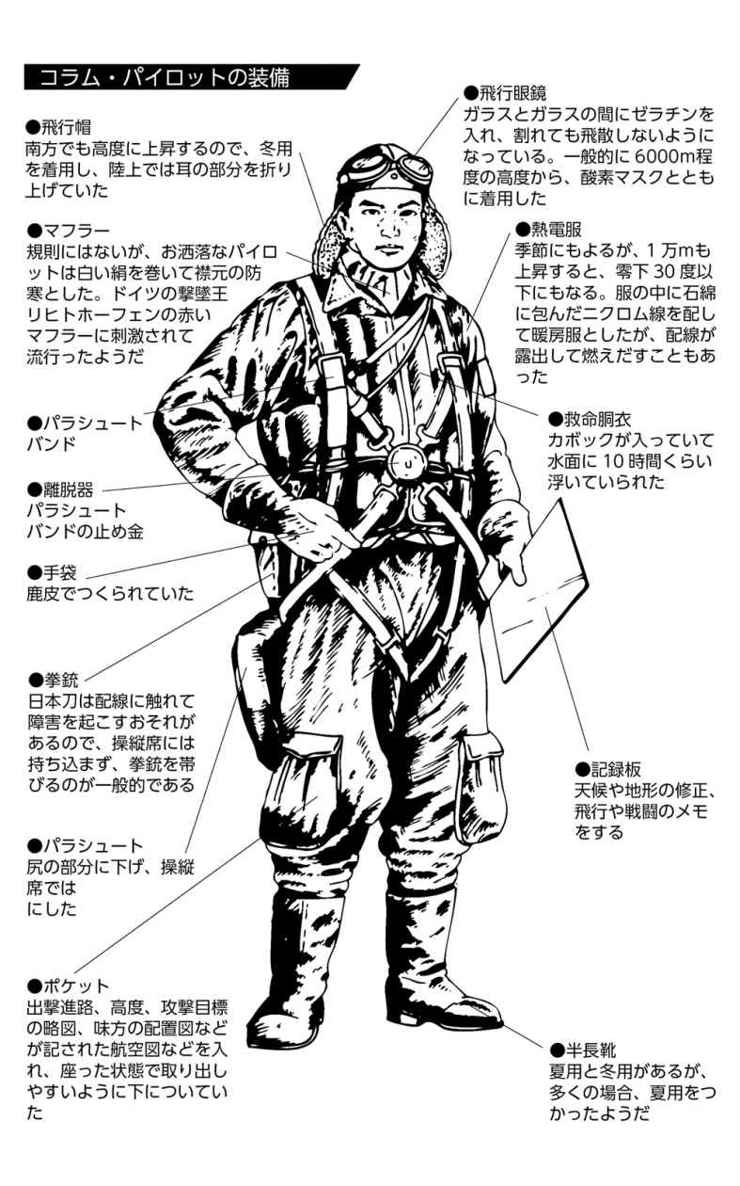 コラム・パイロットの装備
●飛行帽
南方でも高度に上昇するので、冬用
を着用し、陸上では耳の部分を折り
上げていた
●マフラー
規則にはないが、お洒落なパイロ
ットは白い絹を巻いて襟元の防
寒とした。ドイツの撃墜王
リヒトホーフェンの赤い
マフラーに刺激されて
流行ったようだ
●パラシュート
バンド
●離脱器
パラシュート
バンドの止め金
●手袋
鹿皮でつくられていた
●拳銃
日本刀は配線に触れて
障害を起こすおそれが
あるので、操縦席には
持ち込まず、拳銃を帯
びるのが一般的である
●パラシュート
尻の部分に下げ、操縦
席では
にした
●ポケット
出撃進路、高度、攻撃目標
の略図、味方の配置図など
が記された航空図などを入
れ、座った状態で取り出し
やすいように下についてい
た
●飛行眼鏡
ガラスとガラスの間にゼラチンを
入れ、割れても飛散しないように
なっている。一般的に6000m程
度の高度から、酸素マスクととも
に着用した
●熱電服
季節にもよるが、1万mも
上昇すると、零下30度以
下にもなる。服の中に石綿
に包んだニクロム線を配し
て暖房服としたが、配線が
露出して燃えだすこともあ
った
●救命胴衣
カボックが入っていて
水面に10時間くらい
浮いていられた
●記録板
天候や地形の修正、
飛行や戦闘のメモ
をする
●半長靴
夏用と冬用があるが、
多くの場合、夏用をつ
かったようだ